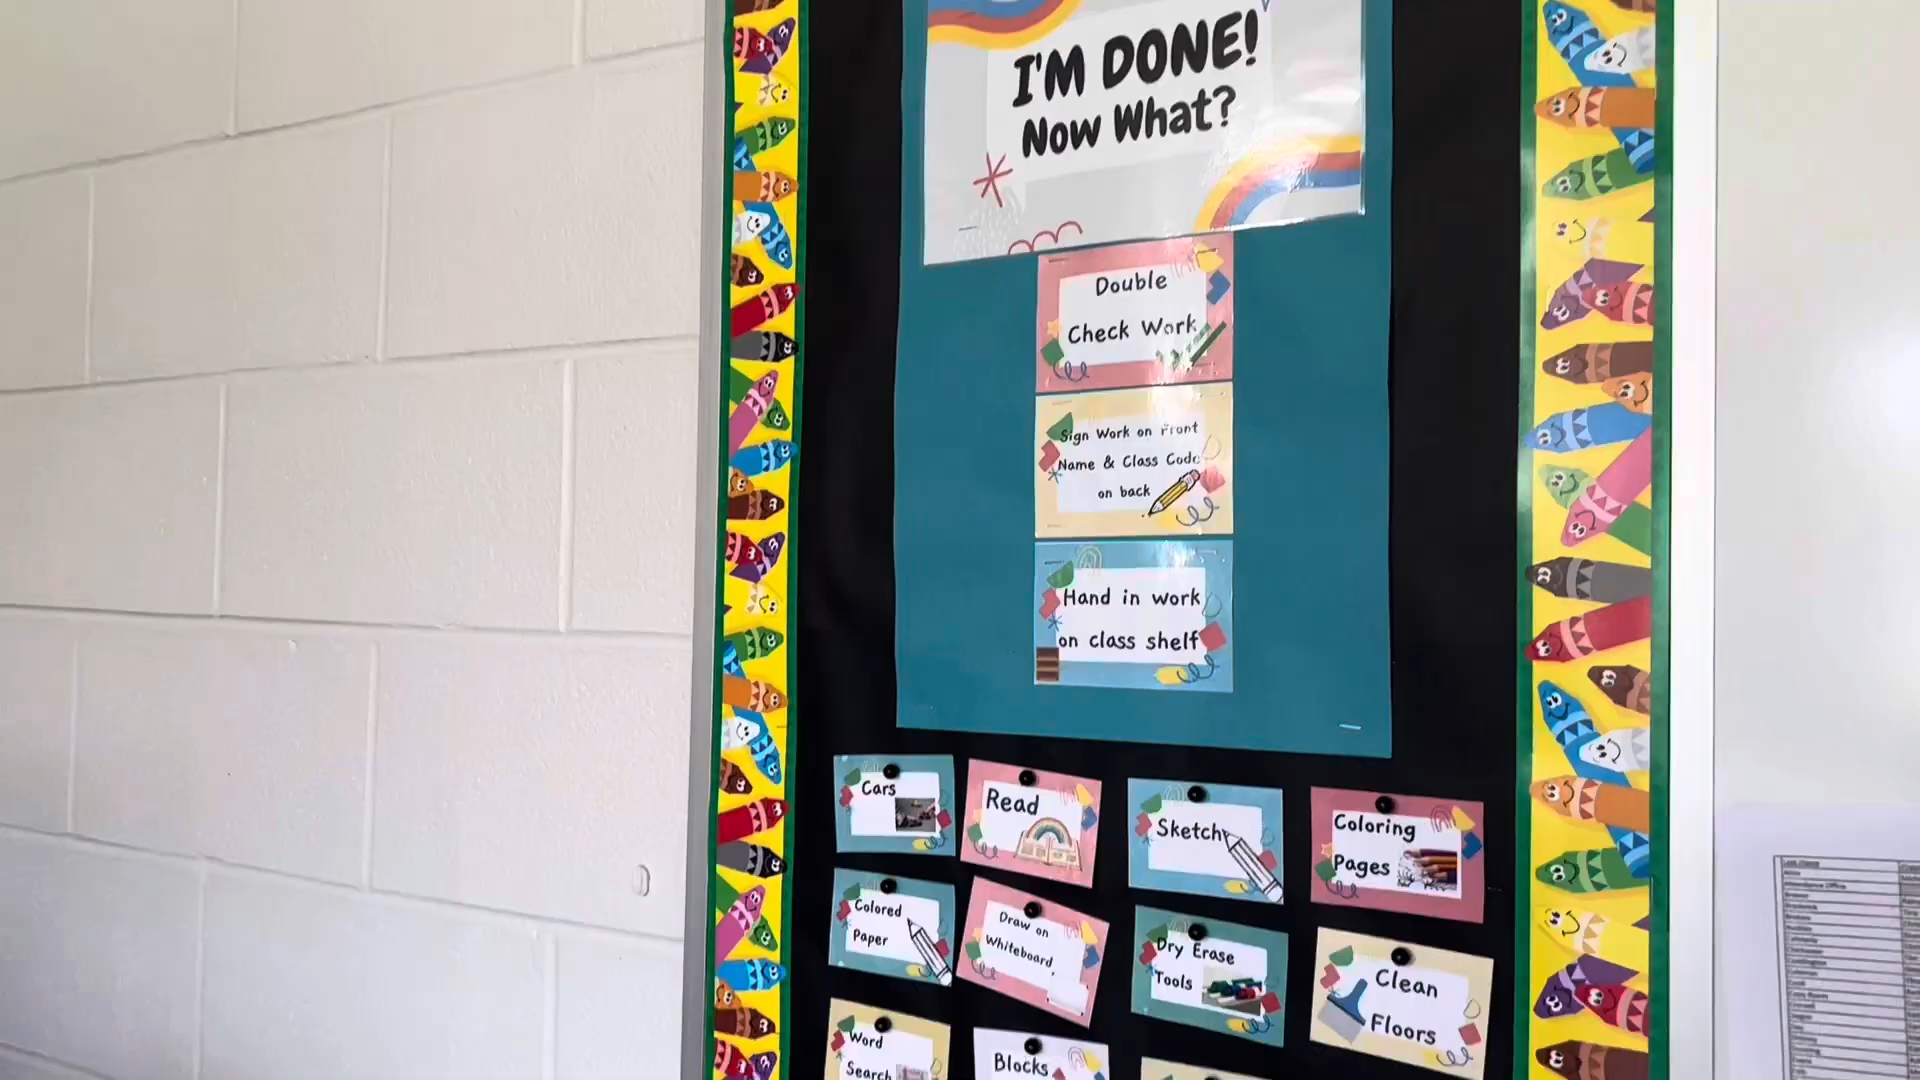 I'M DONE!
Now What?
Double
Check Work
Sign Work on Front
Name & Class Code
on back
Hand in work
on class shelf
Cars
Read
Sketch
Coloring
Pages
Colored
Paper
Draw on
Whiteboard
Dry Erase
Tools
Clean
Floors
Word
Search
Blocks